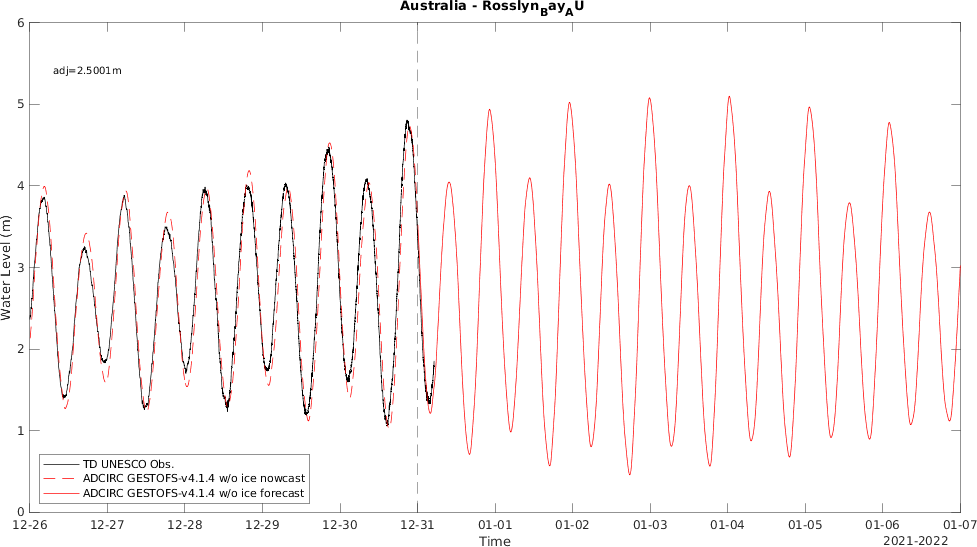 Australia - Rosslyn_Bay_AU
6
adj=2.5001m
5
4
3
2
1
0
Water Level (m)
TD UNESCO Obs.
ADCIRC GESTOFS-v4.1.4 w/o ice nowcast
ADCIRC GESTOFS-v4.1.4 w/o ice forecast
12-26 12-27 12-28 12-29 12-30 12-31 01-01 01-02 01-03 01-04 01-05 01-06 01-07
Time
2021-2022